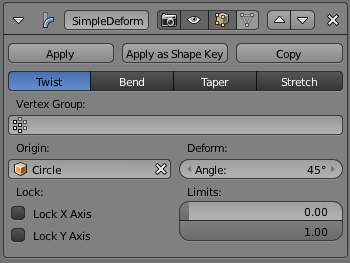 SimpleDeform
Apply Apply as Shape Key Copy
Twist Bend Taper Stretch
Vertex Group:
Origin: Deform:
Circle Angle: 45°
Lock: Limits:
Lock X Axis 0.00
Lock Y Axis 1.00